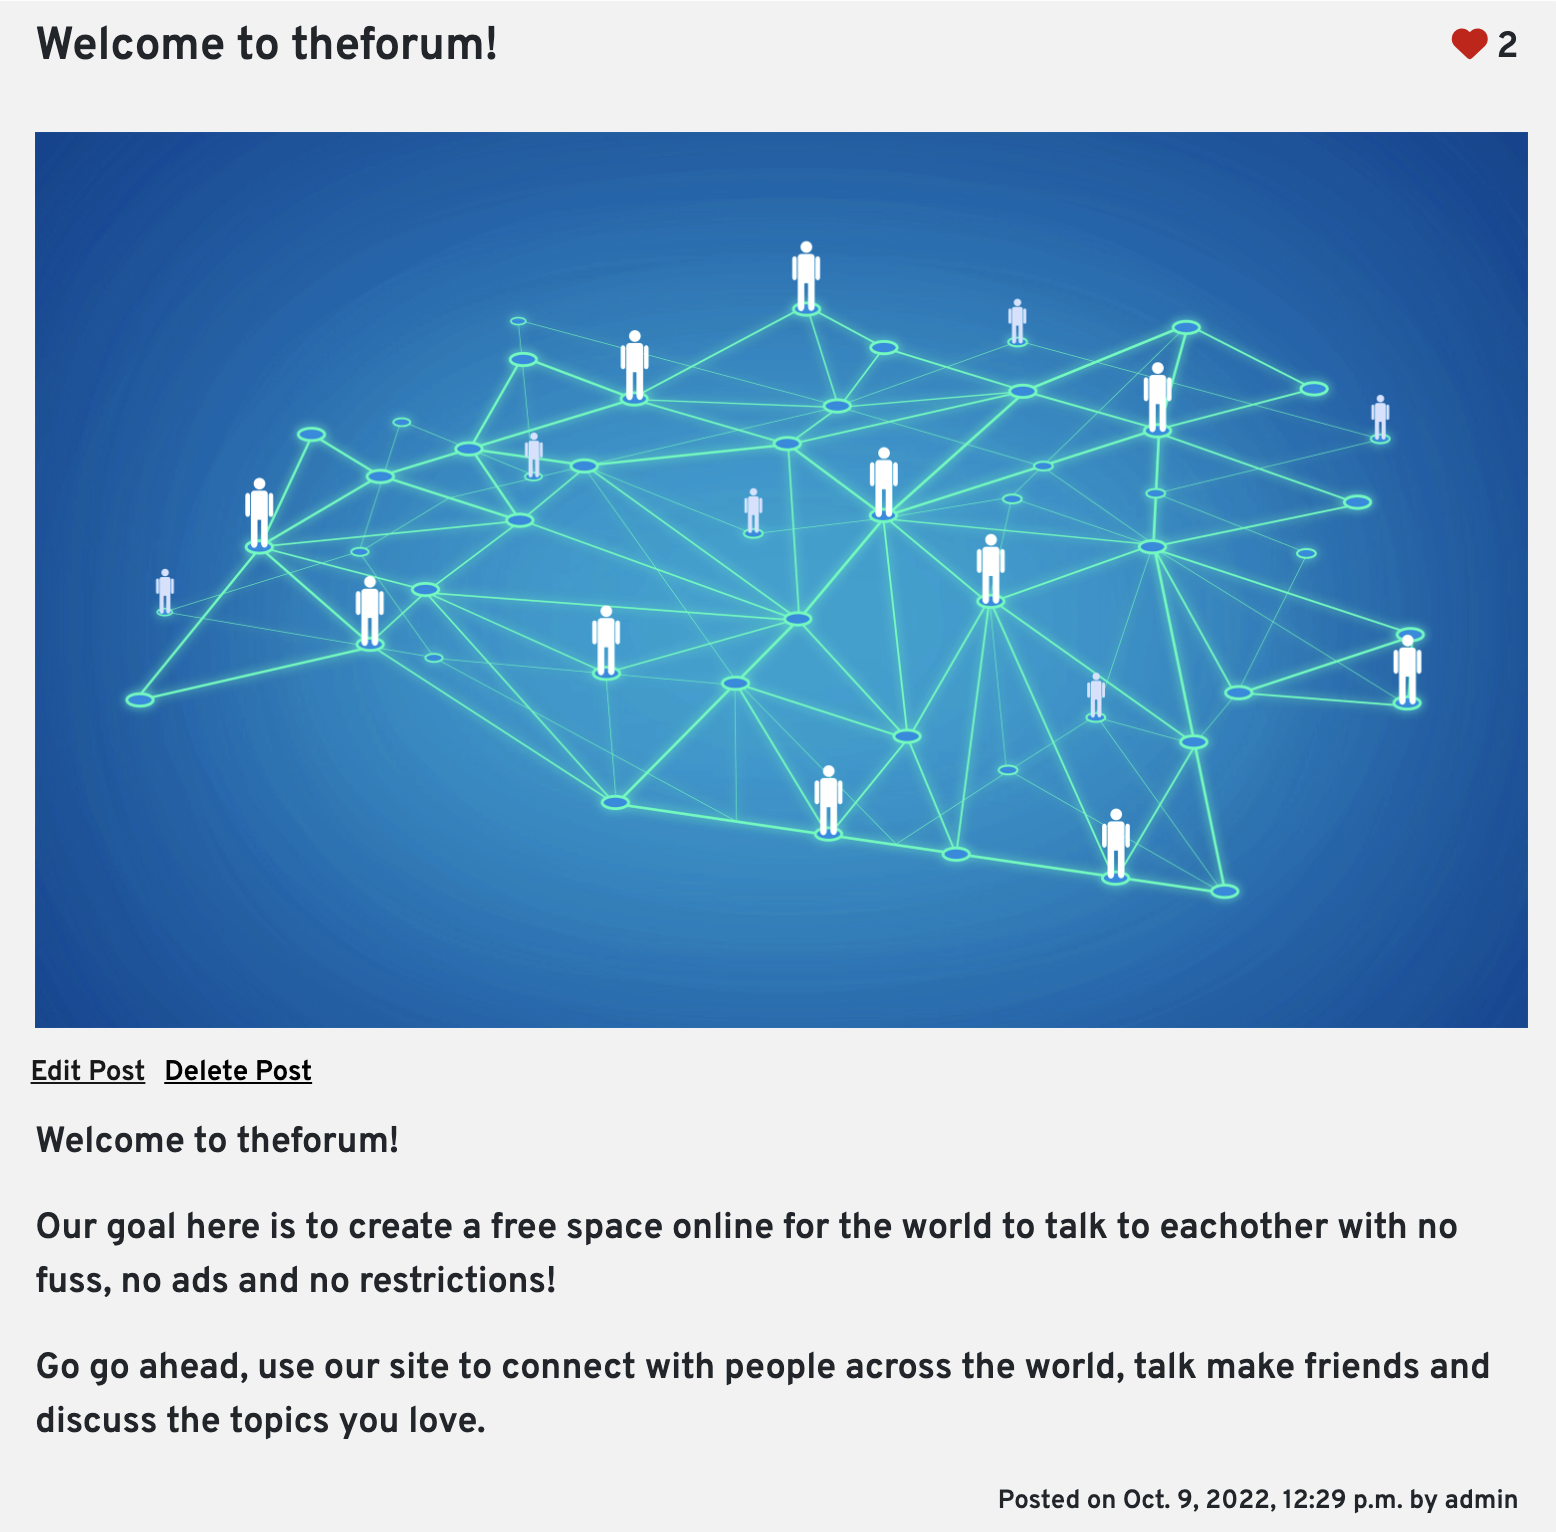 Welcome to theforum!
2
Edit Post Delete Post
Welcome to theforum!
Our goal here is to create a free space online for the world to talk to eachother with no
fuss, no ads and no restrictions!
Go go ahead, use our site to connect with people across the world, talk make friends and
discuss the topics you love.
Posted on Oct. 9, 2022, 12:29 p.m. by admin